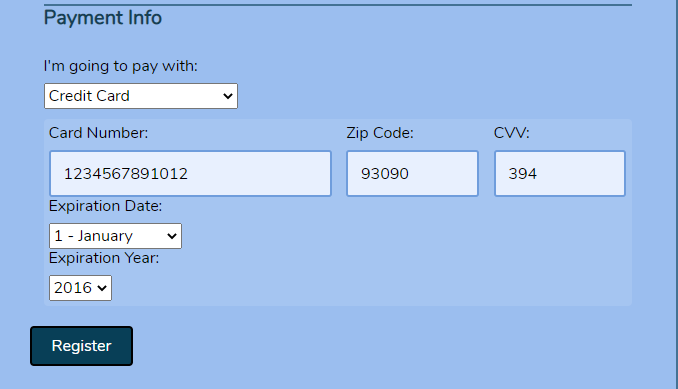 Payment Info
I'm going to pay with:
Credit Card
Card Number: Zip Code: CVV:
1234567891012 93090 394
Expiration Date:
1 - January
Expiration Year:
2016
Register